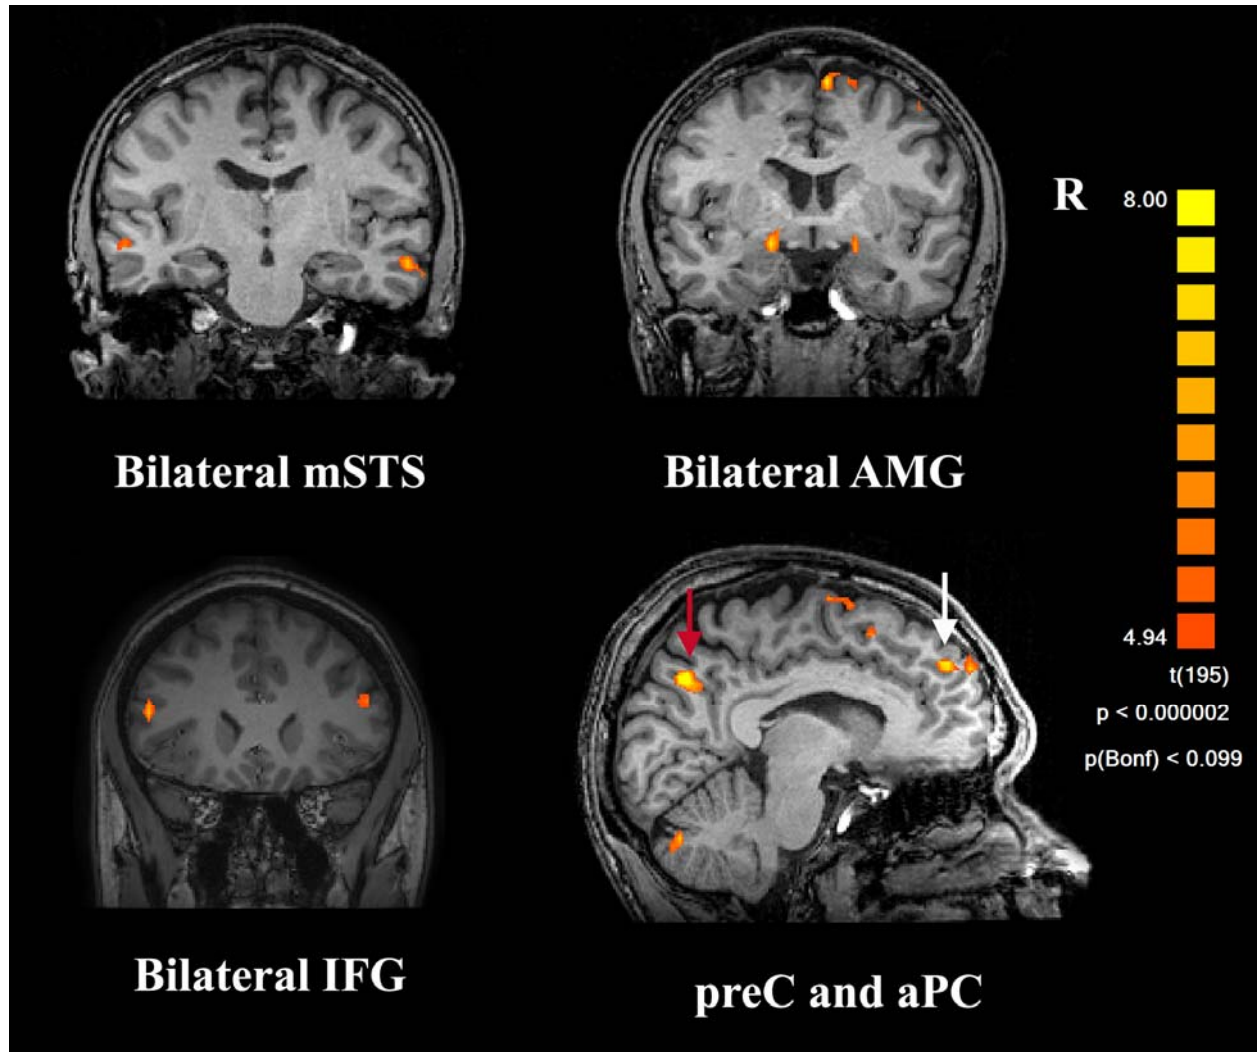 Bilateral mSTS
Bilateral AMG
R
8.00
4.94
t(195)
p < 0.000002
p(Bonf) < 0.099
Bilateral IFG
preC and aPC